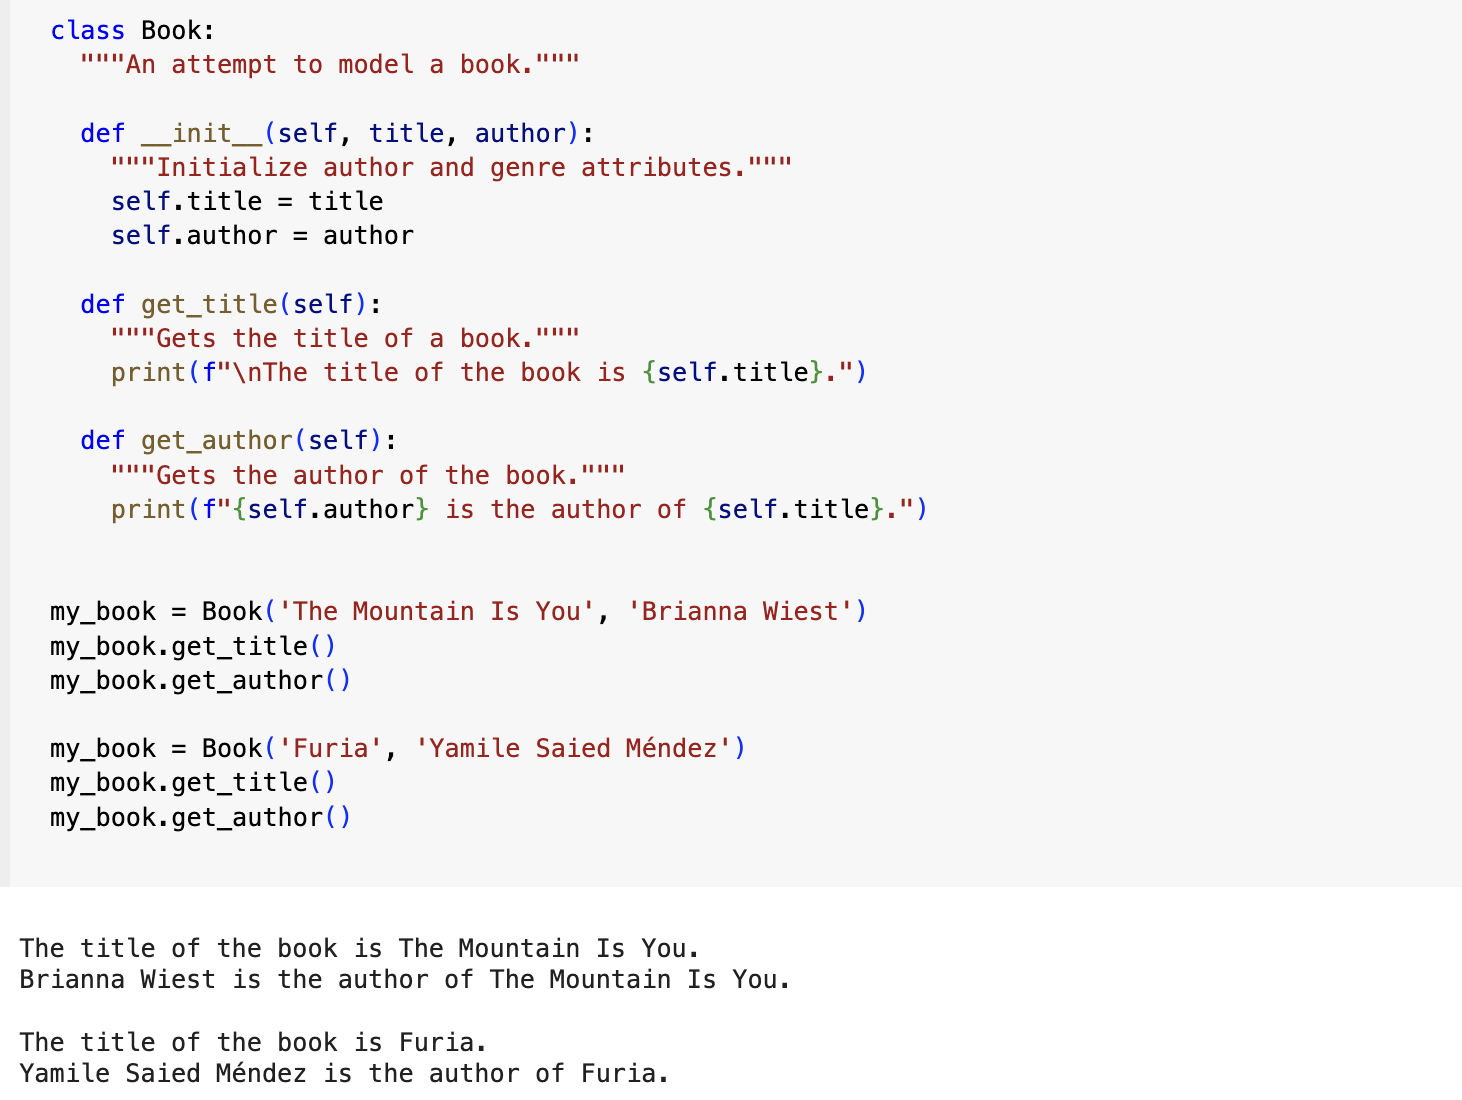 class Book:
  """An attempt to model a book."""

  def __init__(self, title, author):
    """Initialize author and genre attributes."""
    self.title = title
    self.author = author

  def get_title(self):
    """Gets the title of a book."""
    print(f"\nThe title of the book is {self.title}.")

  def get_author(self):
    """Gets the author of the book."""
    print(f"{self.author} is the author of {self.title}.")


my_book = Book('The Mountain Is You', 'Brianna Wiest')
my_book.get_title()
my_book.get_author()

my_book = Book('Furia', 'Yamile Saied Méndez')
my_book.get_title()
my_book.get_author()

The title of the book is The Mountain Is You.
Brianna Wiest is the author of The Mountain Is You.

The title of the book is Furia.
Yamile Saied Méndez is the author of Furia.